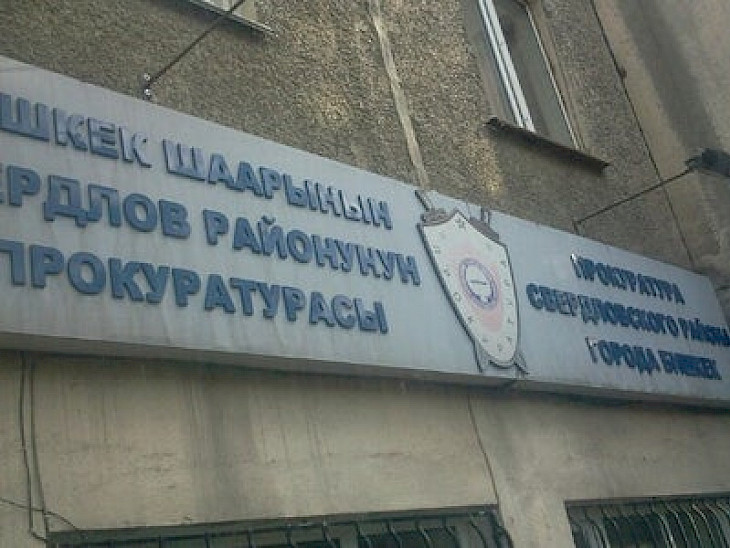 ШКЕК ШААРЫНЫН
ЕРДЛОВ РАЙОНУНУН
ПРОКУРАТУРАСЫ
ПРОКУРАТУРА
СВЕРДЛОВСКОГО РАЙОНА
ГОРОДА БИШКЕК